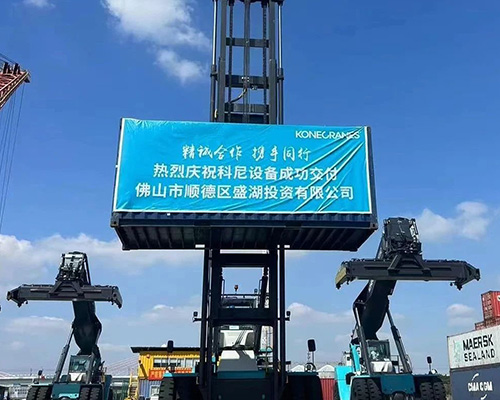 KONECRANES
精诚合作 携手同行
热烈庆祝科尼设备成功交付
佛山市顺德区盛湖投资有限公司
MAERSK
SEALAND
CMA CGM